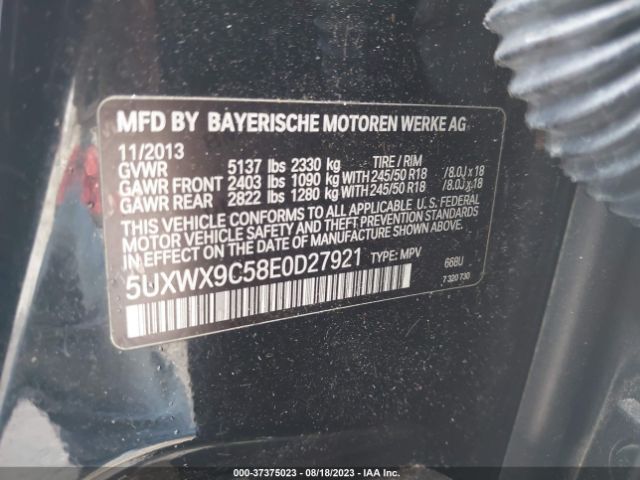 MFD BY BAYERISCHE MOTOREN WERKE AG
11/2013
GVWR 5137 lbs 2330 kg TIRE / RIM
GAWR FRONT 2403 lbs 1090 kg WITH 245/50 R18 / 8.0J x 18
GAWR REAR 2822 lbs 1280 kg WITH 245/50 R18 / 8.0J x 18
THIS VEHICLE CONFORMS TO ALL APPLICABLE U. S. FEDERAL
MOTOR VEHICLE SAFETY, BUMPER, AND THEFT PREVENTION
STANDARDS IN EFFECT ON THE DATE OF MANUFACTURE.
5UXWX9C58E0D27921 TYPE: MPV 668U
7 320 730
000-37375023 - 08/18/2023 - IAAI Inc.